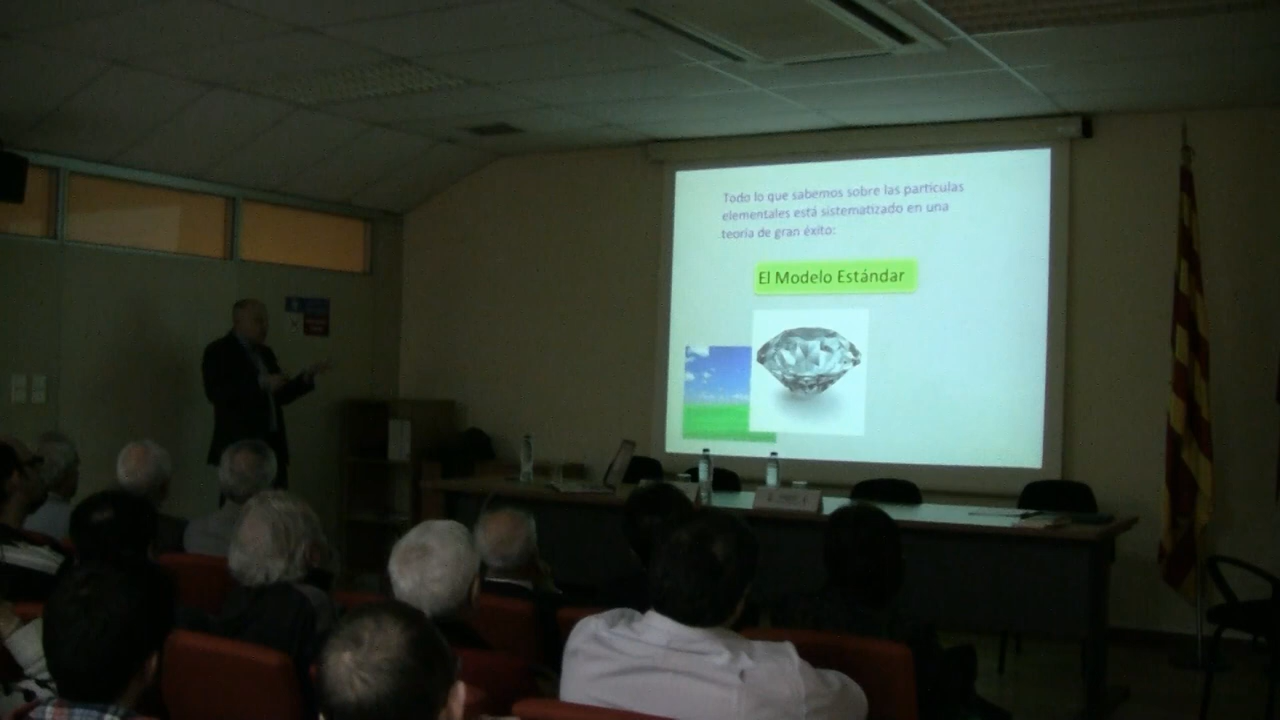 Todo lo que sabemos sobre las partículas
elementales está sistematizado en una
teoría de gran éxito:
El Modelo Estándar